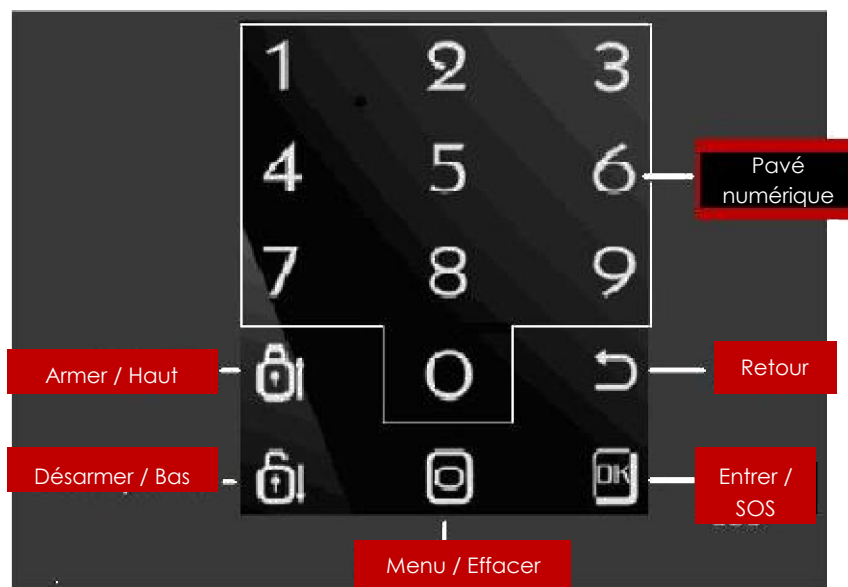 1 2 3
4 5 6
Pavé
numérique
7 8 9
Armer / Haut
0
Retour
Désarmer / Bas
OK
Entrer /
SOS
Menu / Effacer